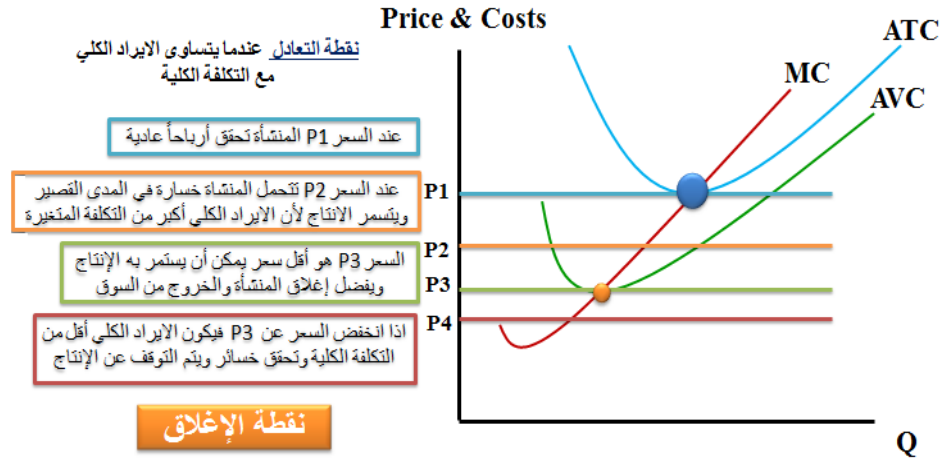 Price & Costs
نقطة التعادل عندما يتساوى الايراد الكلي
مع التكلفة الكلية
عند السعر P1 المنشأة تحقق أرباحاً عادية
عند السعر P2 تتحمل المنشاة خسارة في المدى القصير
ويتسمر الانتاج لأن الايراد الكلي أكبر من التكلفة المتغيرة
السعر P3 هو أقل سعر يمكن أن يستمر به الإنتاج
ويفضل إغلاق المنشأة والخروج من السوق
اذا انخفض السعر عن P3 فيكون الايراد الكلي أقل من
التكلفة الكلية وتحقق خسائر ويتم التوقف عن الإنتاج
نقطة الإغلاق
ATC
MC
AVC
P1
P2
P3
P4
Q